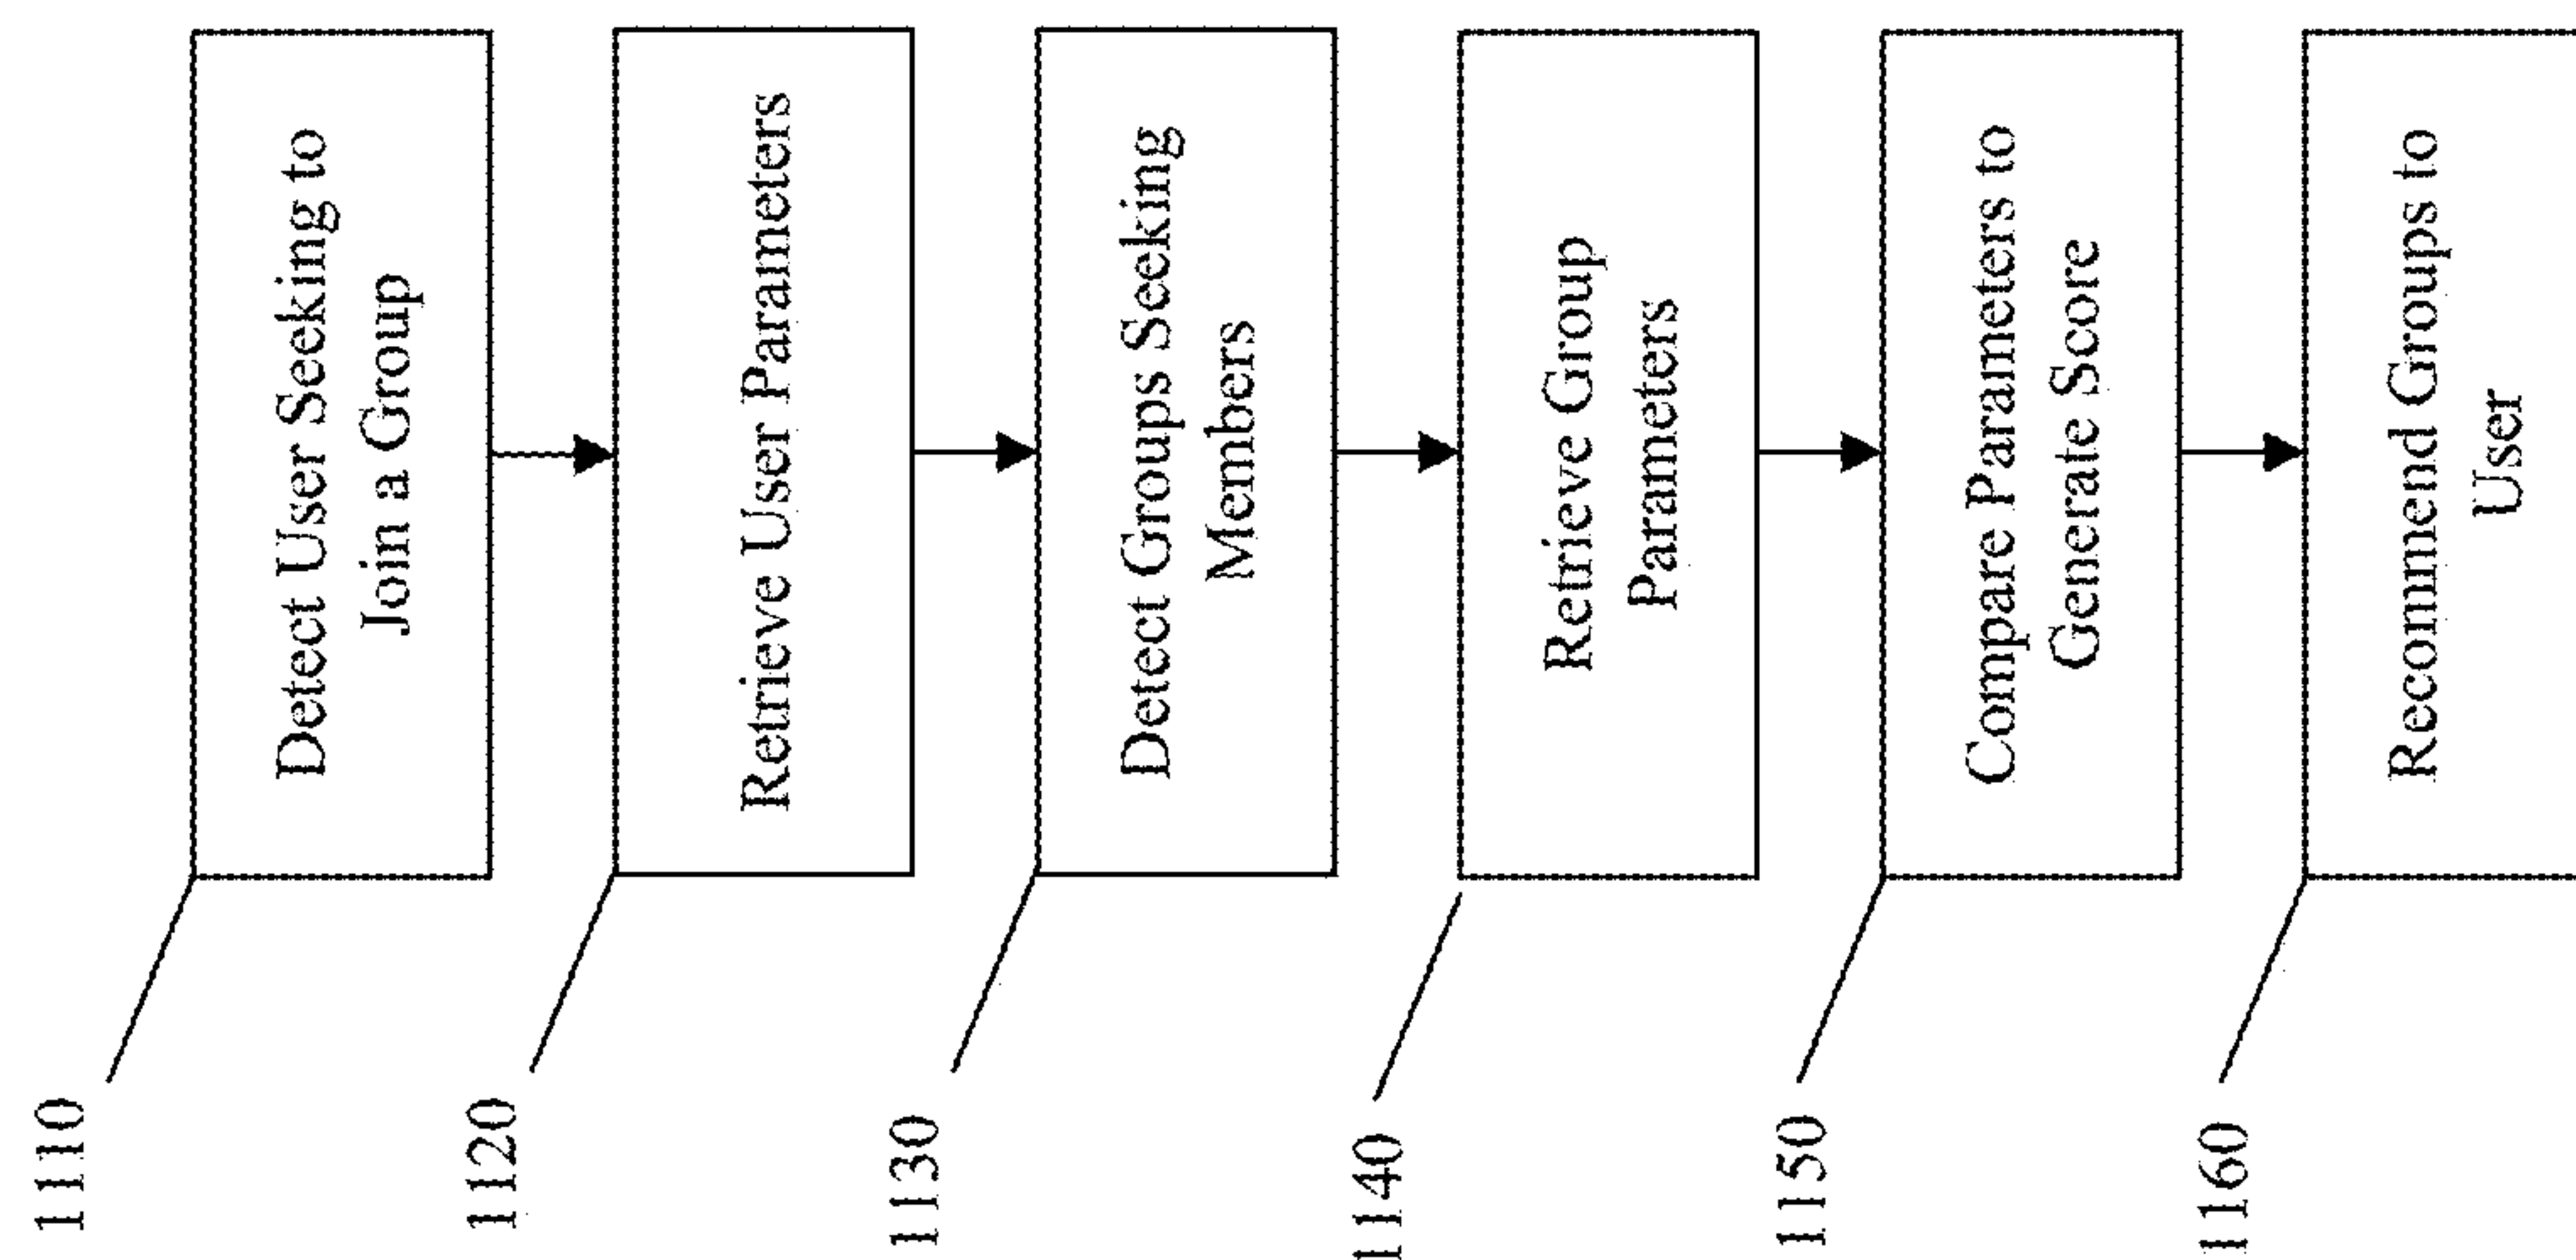 1110
Detect User Seeking to
Join a Group
1120
Retrieve User Parameters
1130
Detect Groups Seeking
Members
1140
Retrieve Group
Parameters
1150
Compare Parameters to
Generate Score
1160
Recommend Groups to
User